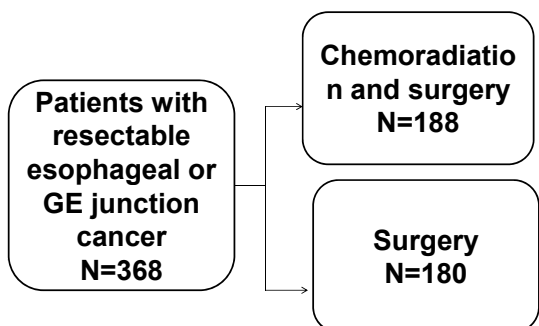 Patients with
resectable
esophageal or
GE junction
cancer
N=368
Chemoradiatio
n and surgery
N=188
Surgery
N=180